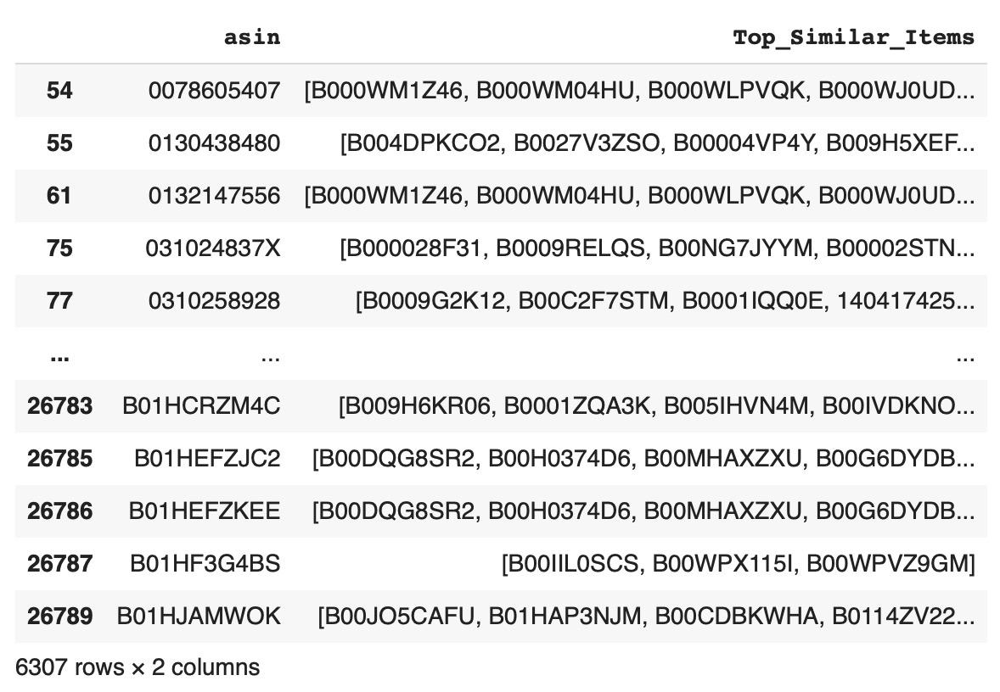 asin Top_Similar_Items
54 0078605407 [B000WM1Z46, B000WM04HU, B000WLPVQK, B000WJ0UD...
55 0130438480 [B004DPKCO2, B0027V3ZSO, B00004VP4Y, B009H5XEF...
61 0132147556 [B000WM1Z46, B000WM04HU, B000WLPVQK, B000WJ0UD...
75 031024837X [B000028F31, B0009RELQS, B00NG7JYYM, B00002STN...
77 0310258928 [B0009G2K12, B00C2F7STM, B0001IQQ0E, 140417425...
... ... ...
26783 B01HCRZM4C [B009H6KR06, B0001ZQA3K, B005IHVN4M, B00IVDKNO...
26785 B01HEFZJC2 [B00DQG8SR2, B00H0374D6, B00MHAXZXU, B00G6DYDB...
26786 B01HEFZKEE [B00DQG8SR2, B00H0374D6, B00MHAXZXU, B00G6DYDB...
26787 B01HF3G4BS [B00IIL0SCS, B00WPX115I, B00WPVZ9GM]
26789 B01HJAMWOK [B00JO5CAFU, B01HAP3NJM, B00CDBKWHA, B0114ZV22...
6307 rows × 2 columns